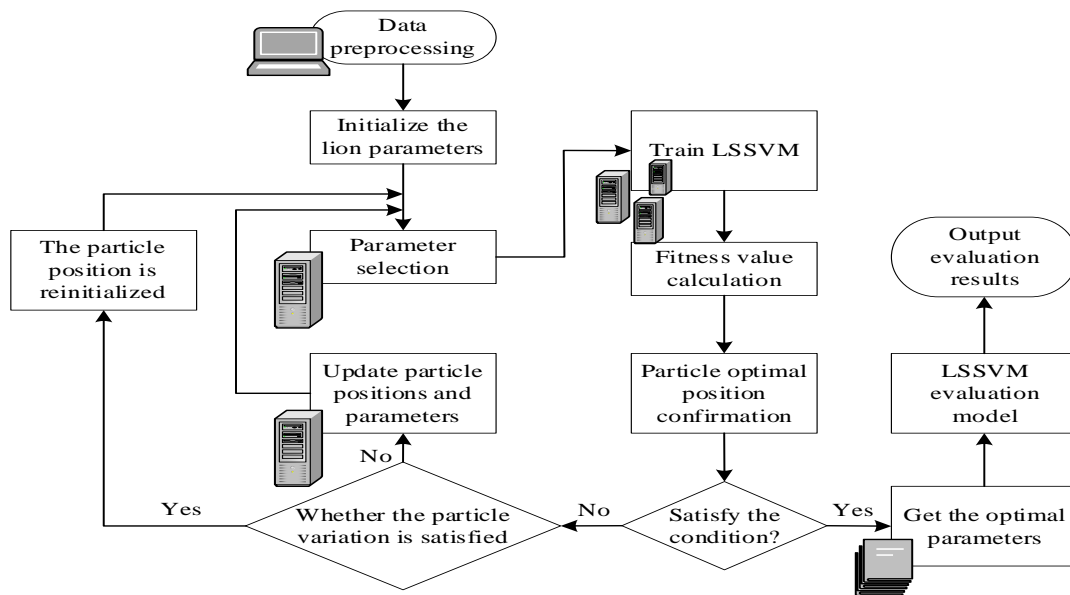 Data
preprocessing
Initialize the
lion parameters
Parameter
selection
Train LSSVM
Fitness value
calculation
Particle optimal
position
confirmation
Satisfy the
condition?
No
Yes
Whether the particle
variation is satisfied
No
Yes
Update particle
positions and
parameters
The particle
position is
reinitialized
Get the optimal
parameters
LSSVM
evaluation
model
Output
evaluation
results